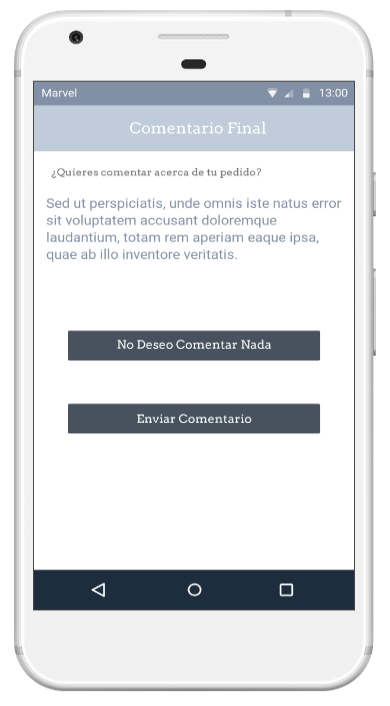 Marvel 13:00
Comentario Final
¿Quieres comentar acerca de tu pedido?
Sed ut perspiciatis, unde omnis iste natus error
sit voluptatem accusant doloremque
laudantium, totam rem aperiam eaque ipsa,
quae ab illo inventore veritatis.
No Deseo Comentar Nada
Enviar Comentario